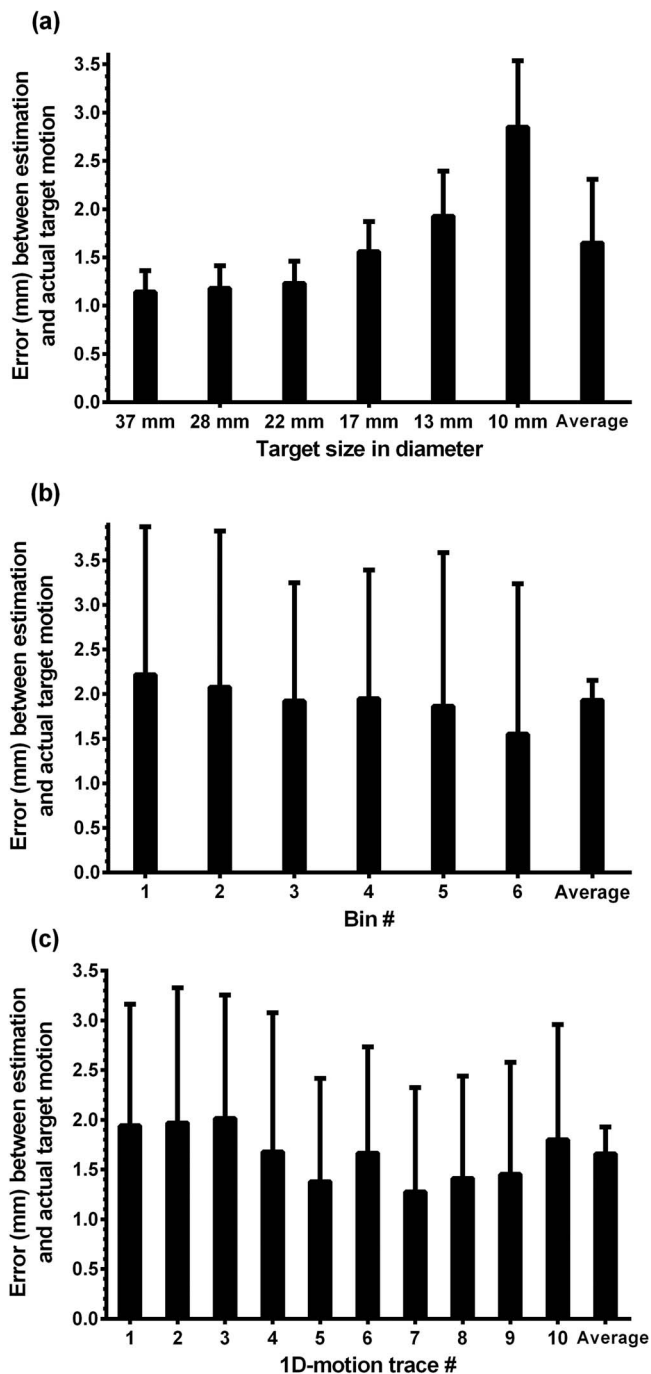 (a)
Error (mm) between estimation
and actual target motion
3.5
3.0
2.5
2.0
1.5
1.0
0.5
0.0
37 mm 28 mm 22 mm 17 mm 13 mm 10 mm Average
Target size in diameter
(b)
Error (mm) between estimation
and actual target motion
3.5
3.0
2.5
2.0
1.5
1.0
0.5
0.0
1 2 3 4 5 6 Average
Bin #
(c)
Error (mm) between estimation
and actual target motion
3.5
3.0
2.5
2.0
1.5
1.0
0.5
0.0
1 2 3 4 5 6 7 8 9 10 Average
1D-motion trace #